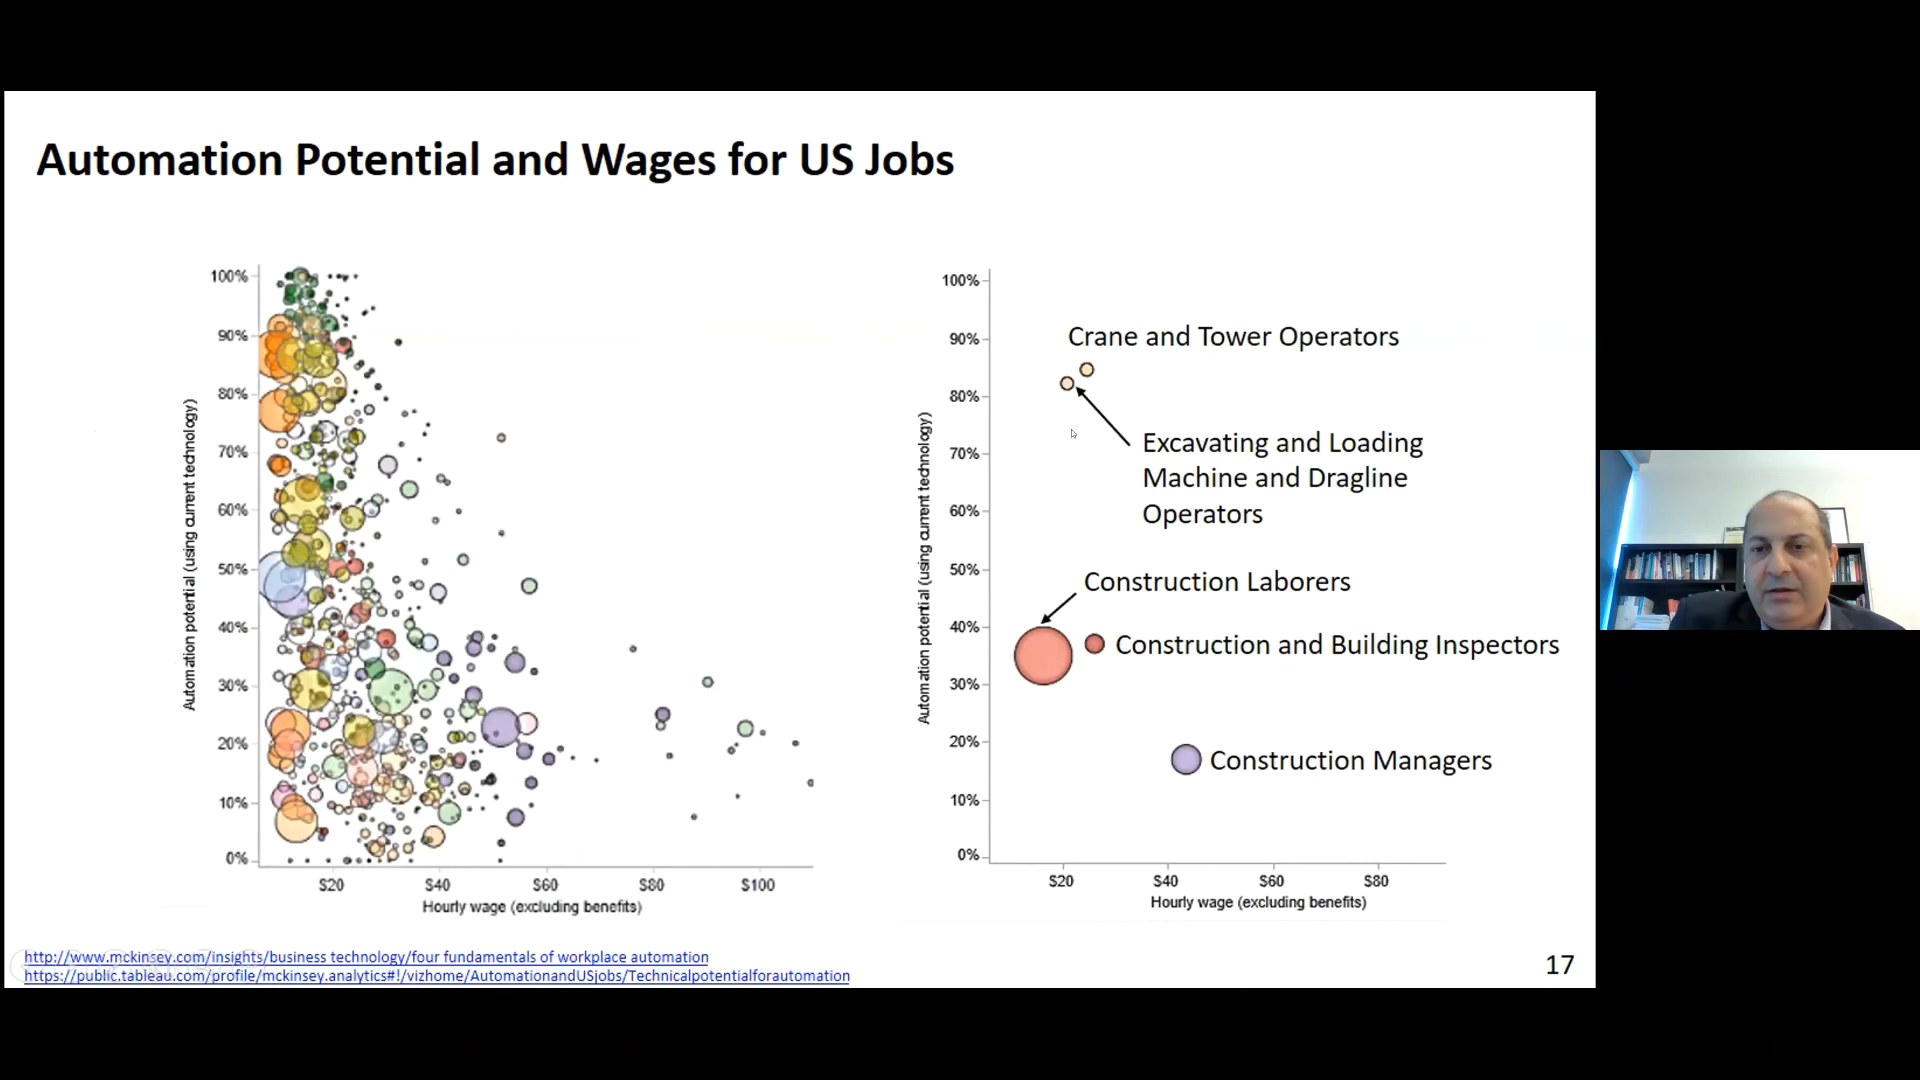 Automation Potential and Wages for US Jobs
100%
90%
80%
70%
60%
50%
40%
30%
20%
10%
0%
Automation potential (using current technology)
$20 $40 $60 $80 $100
Hourly wage (excluding benefits)
100%
90%
80%
70%
60%
50%
40%
30%
20%
10%
0%
Automation potential (using current technology)
Crane and Tower Operators
Excavating and Loading
Machine and Dragline
Operators
Construction Laborers
Construction and Building Inspectors
Construction Managers
$20 $40 $60 $80
Hourly wage (excluding benefits)
http://www.mckinsey.com/insights/business technology/four fundamentals of workplace automation
https://public.tableau.com/profile/mckinsey.analytics#!/vizhome/AutomationandUSjobs/Technicalpotentialforautomation
17